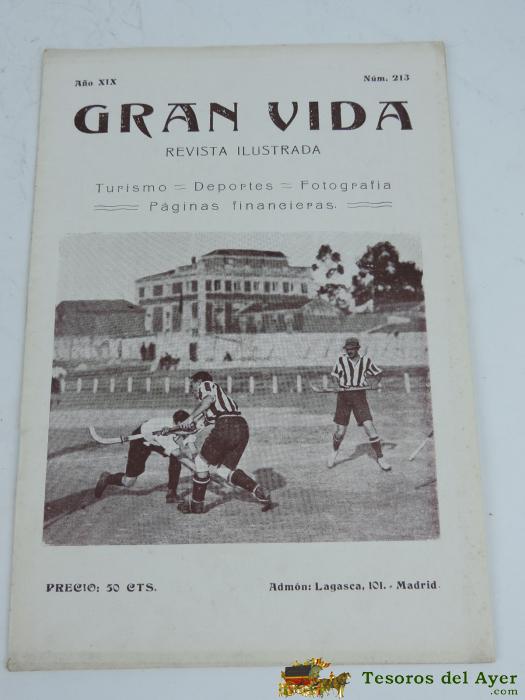 Año XIX Núm. 213
GRAN VIDA
REVISTA ILUSTRADA
Turismo = Deportes = Fotografia
Páginas financieras.
PRECIO: 50 CTS. Admón: Lagasca, 101. - Madrid.
Tesoros del Ayer
.com